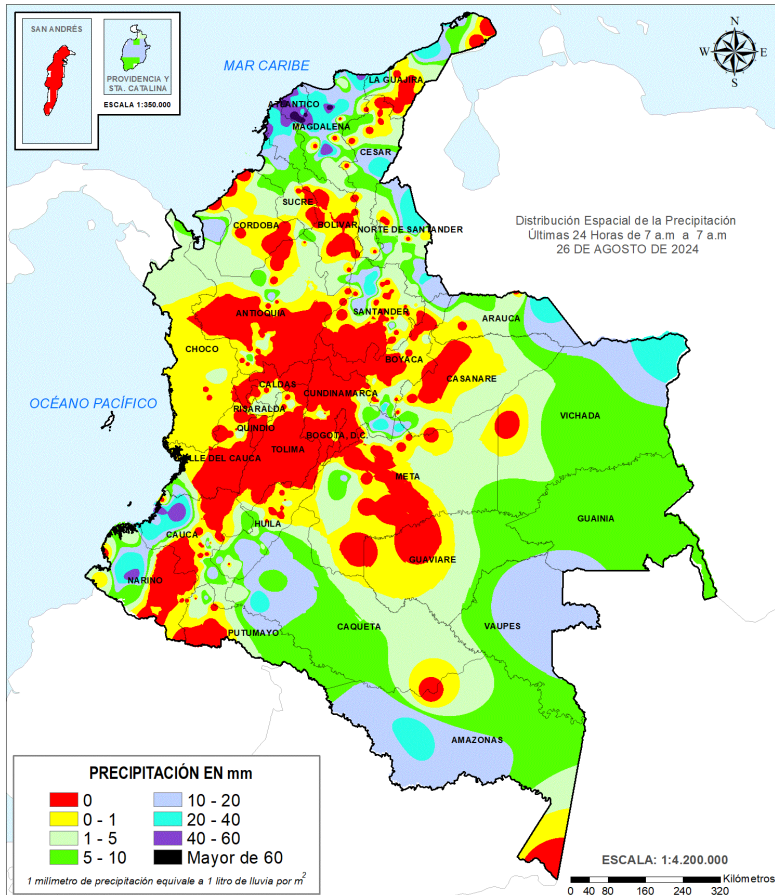 SAN ANDRÉS
PROVIDENCIA Y
STA. CATALINA
ESCALA 1:350.000
MAR CARIBE
N
W
E
S
LA GUAJIRA
ATLANTICO
MAGDALENA
CESAR
SUCRE
CORDOBA
BOLIVAR
NORTE DE SANTANDER
Distribución Espacial de la Precipitación
Últimas 24 Horas de 7 a.m a 7 a.m
26 DE AGOSTO DE 2024
ANTIOQUIA
SANTANDER
ARAUCA
CHOCO
BOYACA
CASANARE
OCÉANO PACÍFICO
CALDAS
CUNDINAMARCA
RISARALDA
VICHADA
QUINDIO
BOGOTA, D.C.
TOLIMA
VALLE DEL CAUCA
META
GUAINIA
HUILA
CAUCA
GUAVIARE
NARIÑO
PUTUMAYO
CAQUETA
VAUPES
AMAZONAS
PRECIPITACIÓN EN mm
0
10 - 20
0 - 1
20 - 40
1 - 5
40 - 60
5 - 10
Mayor de 60
1 milimetro de precipitación equivale a 1 litro de lluvia por m2
ESCALA: 1:4.200.000
Kilómetros
0 40 80 160 240 320